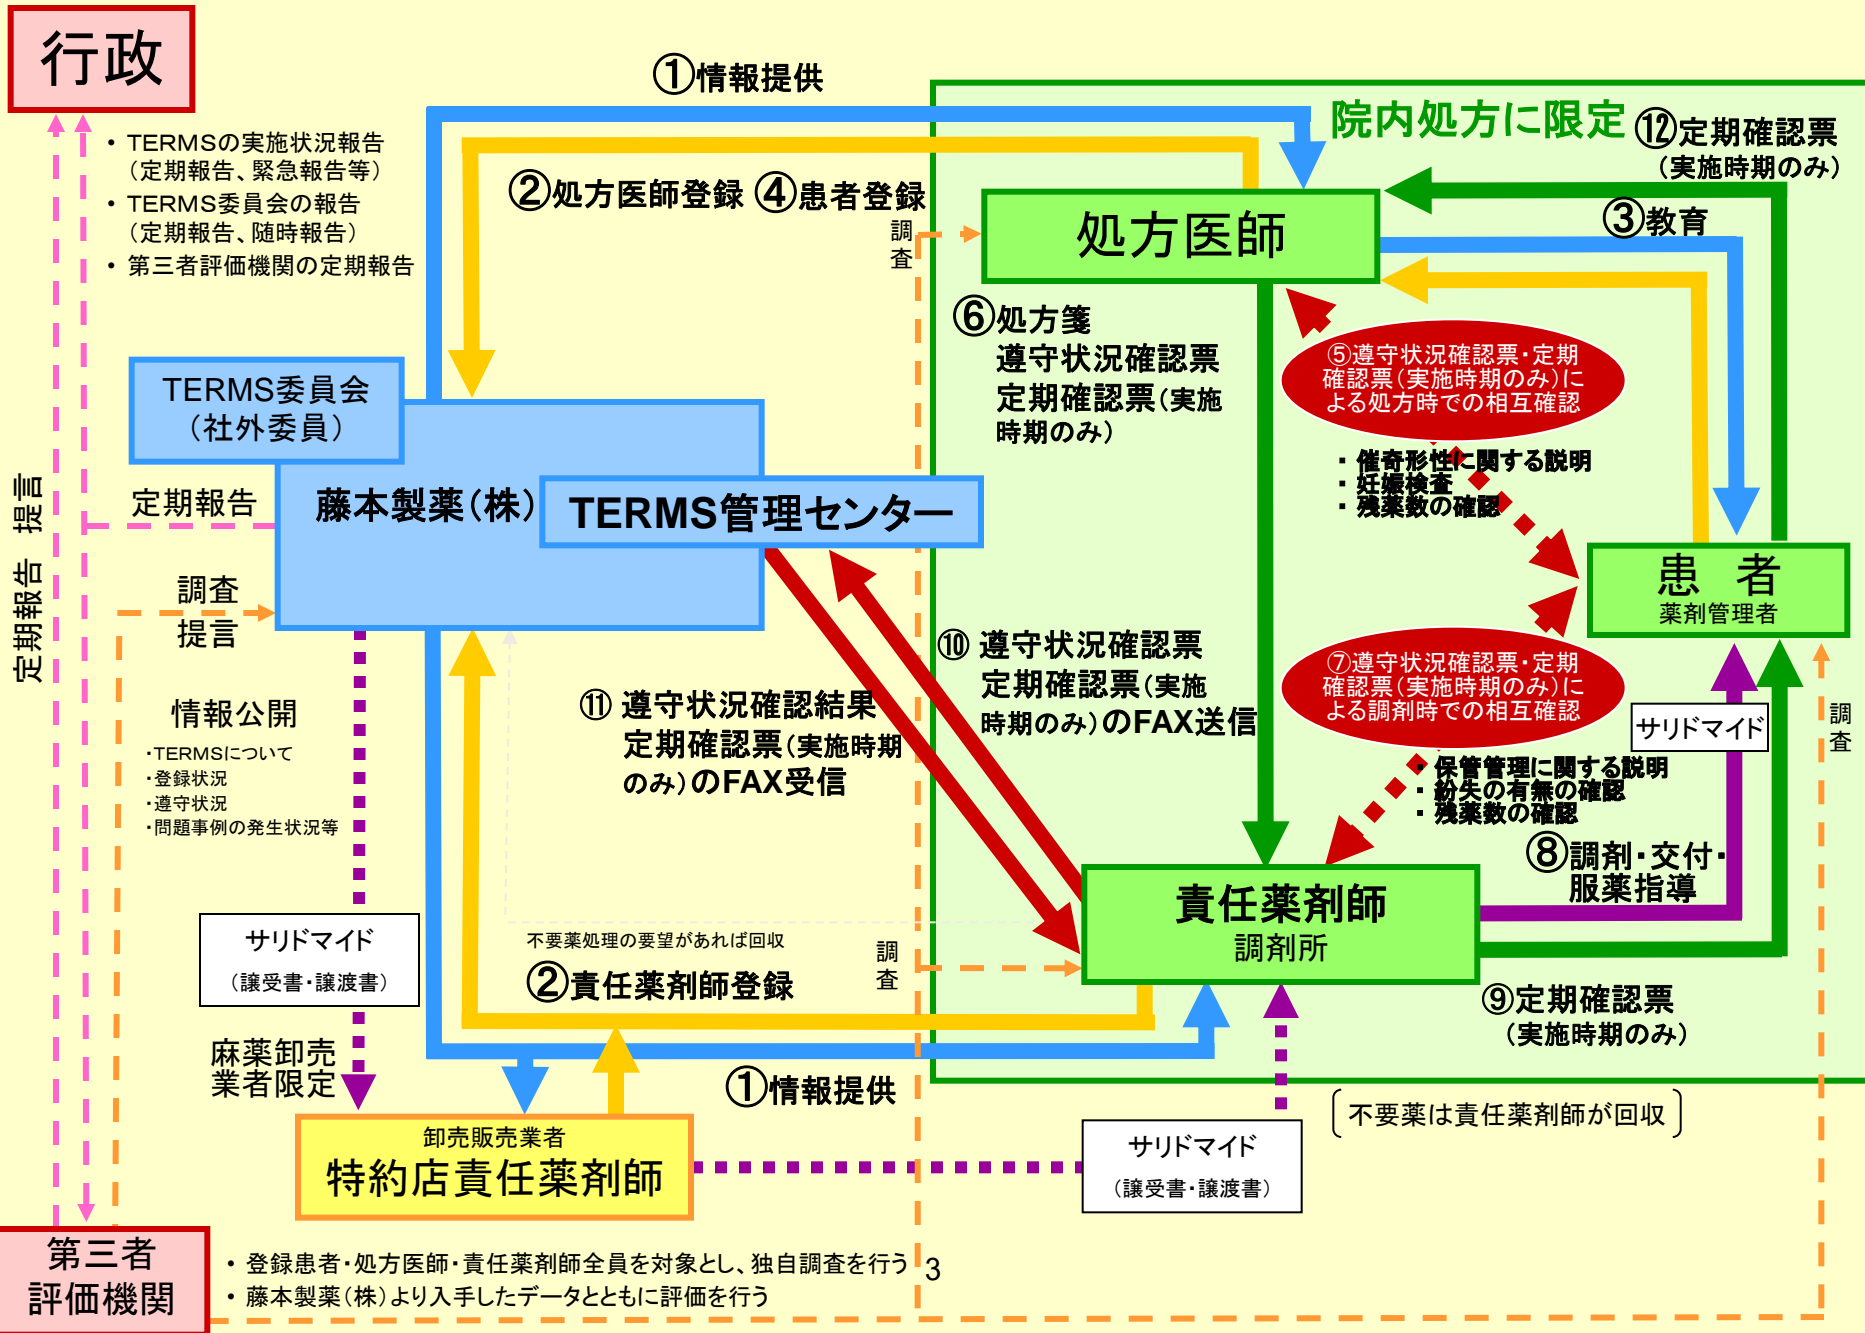 行政
①情報提供
院内処方に限定
⑫定期確認票
(実施時期のみ)
・TERMSの実施状況報告
(定期報告、緊急報告等)
・TERMS委員会の報告
(定期報告、随時報告)
・第三者評価機関の定期報告
②処方医師登録 ④患者登録
調
査
処方医師
③教育
⑥処方箋
遵守状況確認票
定期確認票(実施
時期のみ)
⑤遵守状況確認票・定期
確認票(実施時期のみ)に
よる処方時での相互確認
・催奇形性に関する説明
・妊娠検査
・残薬数の確認
TERMS委員会
(社外委員)
定期報告 提言
定期報告
藤本製薬(株)
TERMS管理センター
患 者
薬剤管理者
調査
提言
⑩ 遵守状況確認票
定期確認票(実施
時期のみ)のFAX送信
⑦遵守状況確認票・定期
確認票(実施時期のみ)に
よる調剤時での相互確認
サリドマイド
調
査
情報公開
・TERMSについて
・登録状況
・遵守状況
・問題事例の発生状況等
⑪ 遵守状況確認結果
定期確認票(実施時期
のみ)のFAX受信
・保管管理に関する説明
・紛失の有無の確認
・残薬数の確認
⑧調剤・交付・
服薬指導
責任薬剤師
調剤所
サリドマイド
(譲受書・譲渡書)
不要薬処理の要望があれば回収
②責任薬剤師登録
調
査
⑨定期確認票
(実施時期のみ)
麻薬卸売
業者限定
①情報提供
卸売販売業者
特約店責任薬剤師
サリドマイド
(譲受書・譲渡書)
[不要薬は責任薬剤師が回収]
第三者
評価機関
・登録患者・処方医師・責任薬剤師全員を対象とし、独自調査を行う
・藤本製薬(株)より入手したデータとともに評価を行う
3